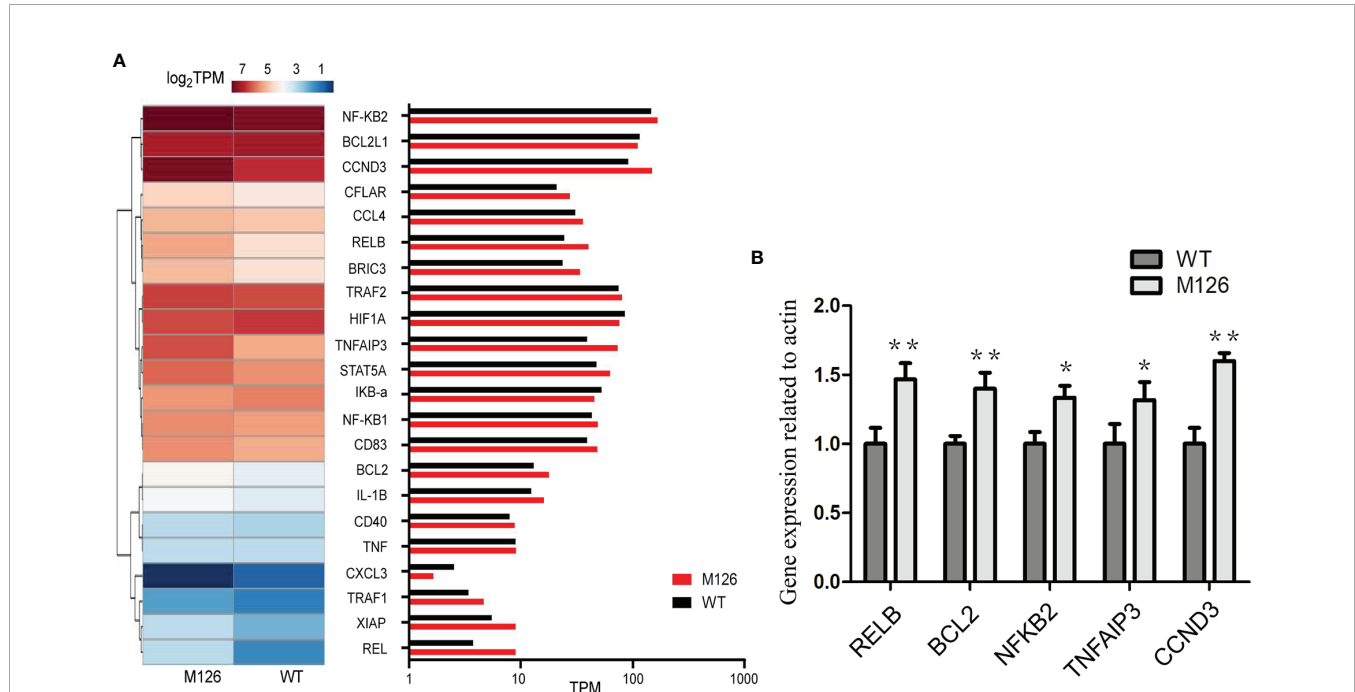 A
log2TPM
7 5 3 1
NF-KB2
BCL2L1
CCND3
CFLAR
CCL4
RELB
BRIC3
TRAF2
HIF1A
TNFAIP3
STAT5A
IKB-a
NF-KB1
CD83
BCL2
IL-1B
CD40
TNF
CXCL3
TRAF1
XIAP
REL
M126 WT
M126
WT
1 10 100 1000
TPM
B
WT
M126
Gene expression related to actin
2.0
1.5
1.0
0.5
0.0
** ** * * **
RELB
BCL2
NFKB2
TNFAIP3
CCND3